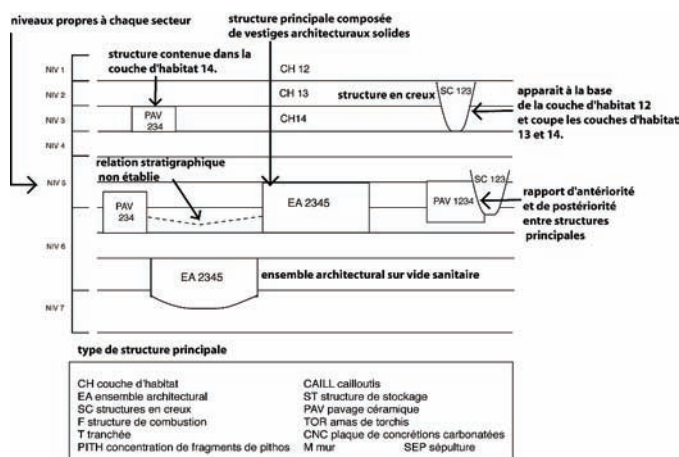 niveaux propres à chaque secteur
structure principale composée
de vestiges architecturaux solides
structure contenue dans la
couche d'habitat 14.
NIV 1
CH 12
NIV 2
CH 13
structure en creux
SC 123
apparait à la base
de la couche d'habitat 12
et coupe les couches d'habitat
13 et 14.
NIV 3
PAV
234
CH14
NIV 4
relation stratigraphique
non établie
NIV 5
SC 123
PAV
234
EA 2345
PAV 1234
rapport d'antériorité
et de postériorité
entre structures
principales
NIV 6
EA 2345
ensemble architectural sur vide sanitaire
NIV 7
type de structure principale
CH couche d'habitat
EA ensemble architectural
SC structures en creux
F structure de combustion
T tranchée
PITH concentration de fragments de pithos
CAILL cailloutis
ST structure de stockage
PAV pavage céramique
TOR amas de torchis
CNC plaque de concrétions carbonatées
M mur SEP sépulture